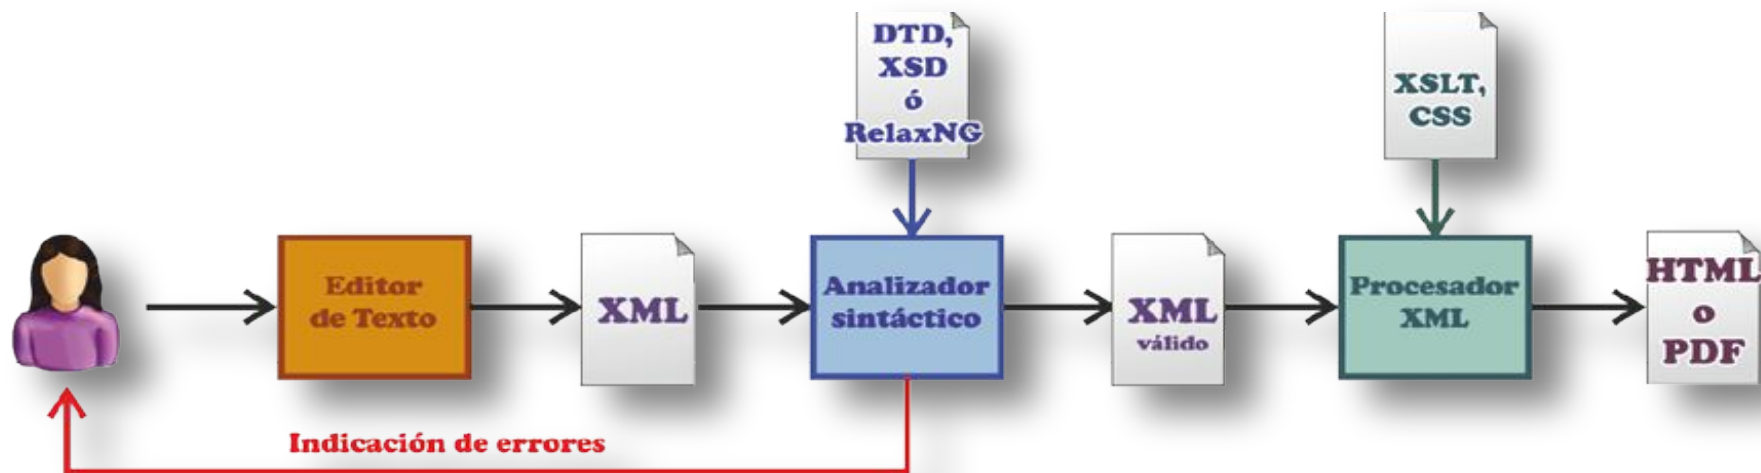 DTD,
XSD
ó
RelaxNG
XSLT,
CSS
Editor
de Texto
XML
Analizador
sintáctico
XML
válido
Procesador
XML
HTML
o
PDF
Indicación de errores